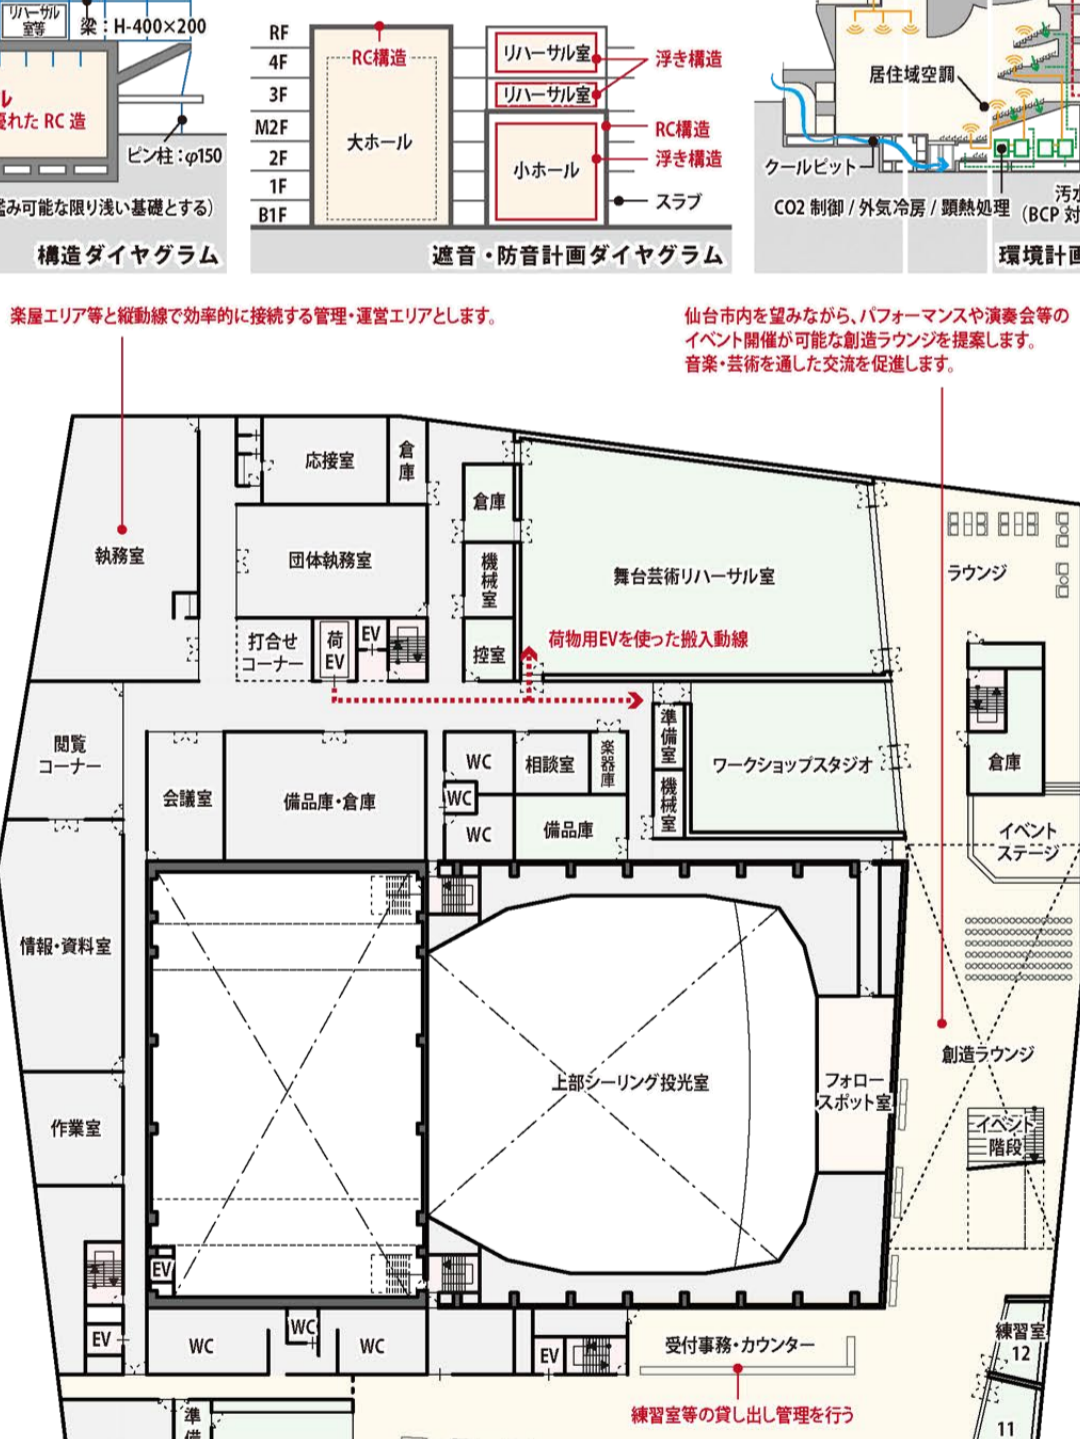 リハーサル
室等
梁：H-400×200
ル
優れた RC 造
ピン柱：φ150
鑑み可能な限り浅い基礎とする）
構造ダイヤグラム
RF
4F
3F
M2F
2F
1F
B1F
RC構造
大ホール
リハーサル室
リハーサル室
小ホール
浮き構造
RC構造
浮き構造
スラブ
遮音・防音計画ダイヤグラム
居住域空調
クールピット
CO2 制御 / 外気冷房 / 顕熱処理
汚水
（BCP 対
環境計画
楽屋エリア等と縦動線で効率的に接続する管理・運営エリアとします。
仙台市内を望みながら、パフォーマンスや演奏会等の
イベント開催が可能な創造ラウンジを提案します。
音楽・芸術を通した交流を促進します。
応接室
倉庫
執務室
団体執務室
倉庫
機械室
舞台芸術リハーサル室
ラウンジ
打合せ
コーナー
荷
EV
EV
控室
荷物用EVを使った搬入動線
閲覧
コーナー
会議室
備品庫・倉庫
WC
WC
WC
相談室
楽器庫
備品庫
準備室
機械室
ワークショップスタジオ
倉庫
イベント
ステージ
情報・資料室
上部シーリング投光室
フォロー
スポット室
創造ラウンジ
作業室
イベント
階段
EV
EV
WC
WC
WC
EV
受付事務・カウンター
練習室
12
練習室等の貸し出し管理を行う
準備
11